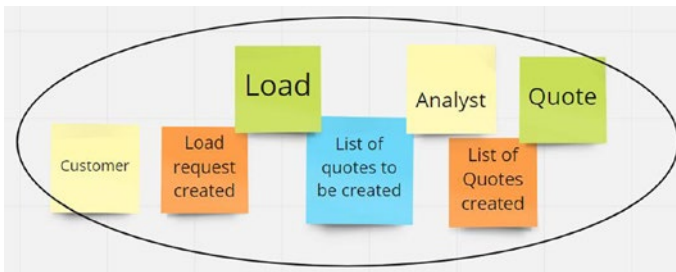 Customer
Load
request
created
Load
List of
quotes to
be created
Analyst
List of
Quotes
created
Quote